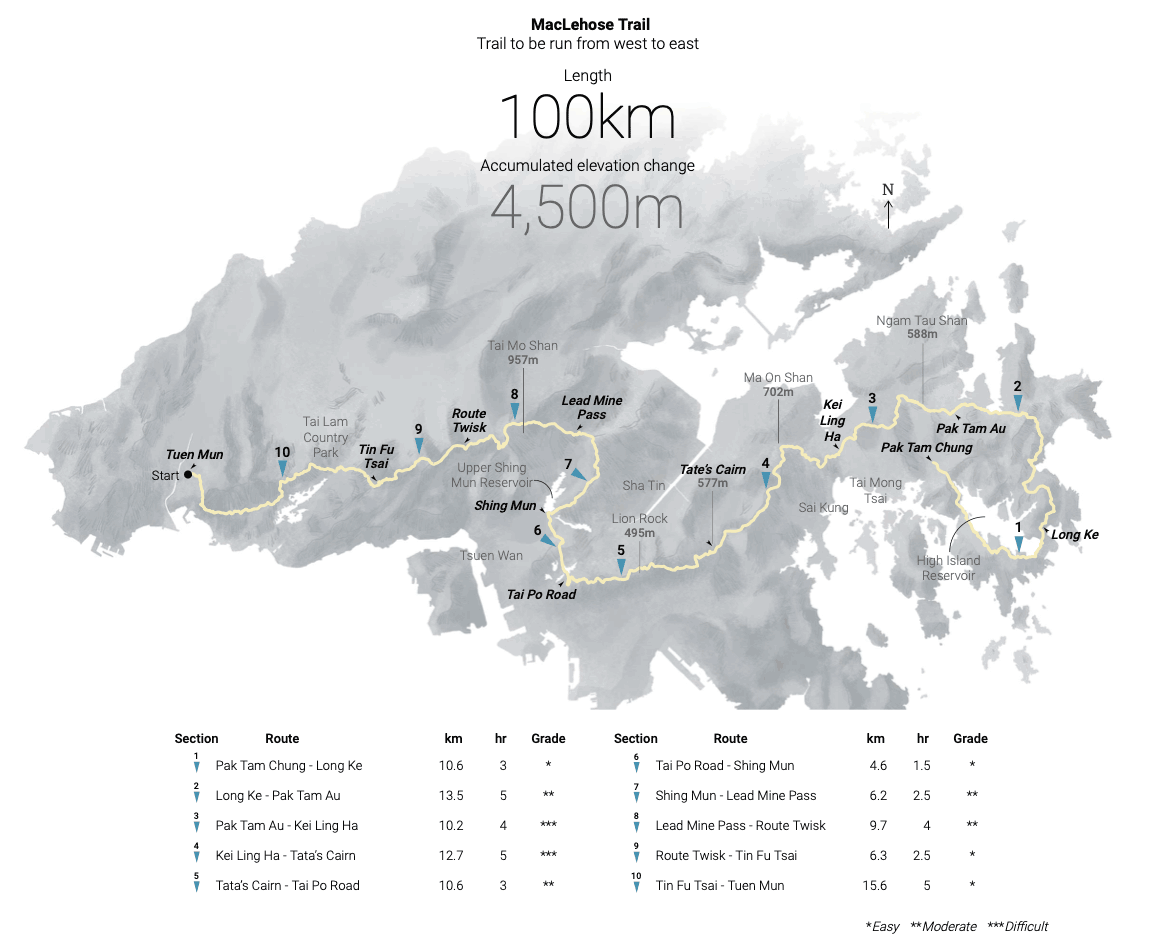 MacLehose Trail
Trail to be run from west to east
Length
100km
Accumulated elevation change
4,500m
N
Ngam Tau Shan
588m
Tai Mo Shan
957m
Ma On Shan
702m
2
8
3
Lead Mine
Pass
Kei
Ling
Ha
Route
Twisk
Pak Tam Au
9
Tai Lam
Country
Park
Tin Fu
Tsai
Pak Tam Chung
10
Tuen Mun
Start
7
Upper Shing
Mun Reservoir
Sha Tin
Tate's Cairn
577m
4
Tai Mong
Tsai
Shing Mun
Sai Kung
6
Lion Rock
495m
1
Long Ke
Tsuen Wan
5
High Island
Reservoir
Tai Po Road
Section Route km hr Grade
1 Pak Tam Chung - Long Ke 10.6 3 *
2 Long Ke - Pak Tam Au 13.5 5 **
3 Pak Tam Au - Kei Ling Ha 10.2 4 ***
4 Kei Ling Ha - Tata's Cairn 12.7 5 ***
5 Tata's Cairn - Tai Po Road 10.6 3 **
Section Route km hr Grade
6 Tai Po Road - Shing Mun 4.6 1.5 *
7 Shing Mun - Lead Mine Pass 6.2 2.5 **
8 Lead Mine Pass - Route Twisk 9.7 4 **
9 Route Twisk - Tin Fu Tsai 6.3 2.5 *
10 Tin Fu Tsai - Tuen Mun 15.6 5 *
*Easy **Moderate ***Difficult